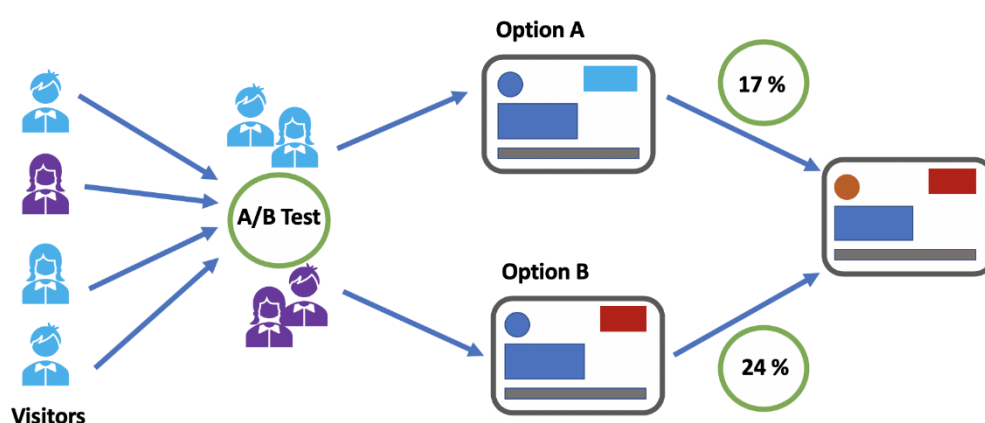 Option A
17 %
A/B Test
Option B
24 %
Visitors